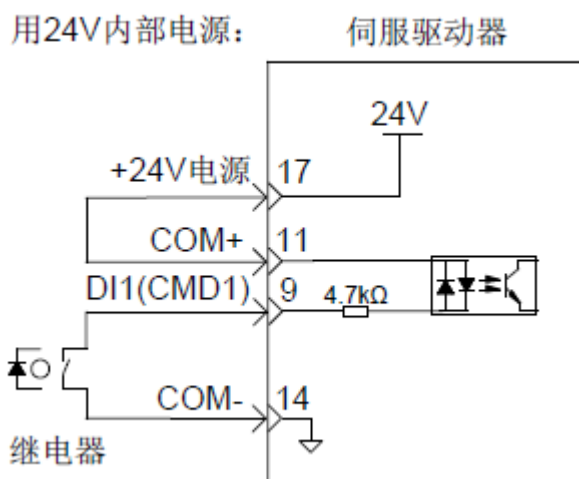 用24V内部电源： 伺服驱动器
24V
+24V电源 17
COM+ 11
DI1(CMD1) 9 4.7kΩ
COM- 14
继电器